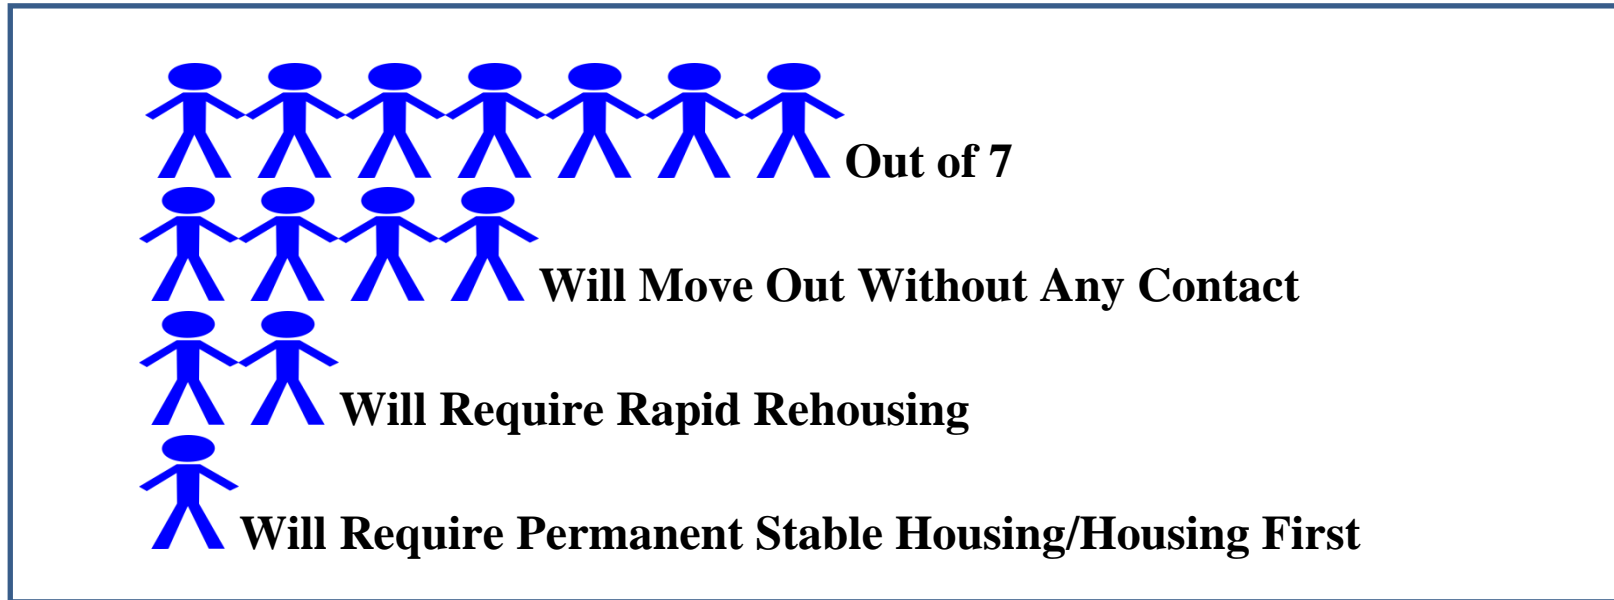 Out of 7
Will Move Out Without Any Contact
Will Require Rapid Rehousing
Will Require Permanent Stable Housing/Housing First